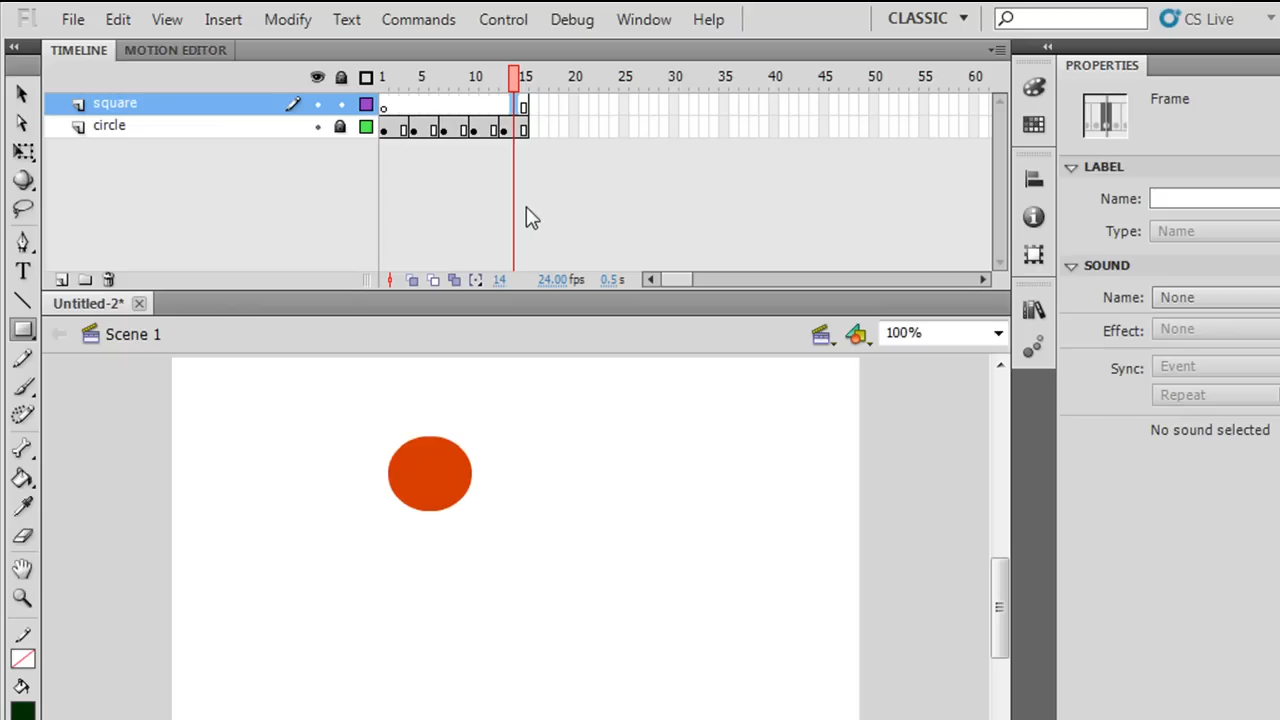 Fl File Edit View Insert Modify Text Commands Control Debug Window Help CLASSIC CS Live
TIMELINE MOTION EDITOR
PROPERTIES
1 5 10 15 20 25 30 35 40 45 50 55 60
Frame
square
circle
LABEL
Name:
Type: Name
SOUND
14 24.00 fps 0.5 s
Untitled-2*
Name: None
Scene 1
100%
Effect: None
Sync: Event
Repeat
No sound selected
T